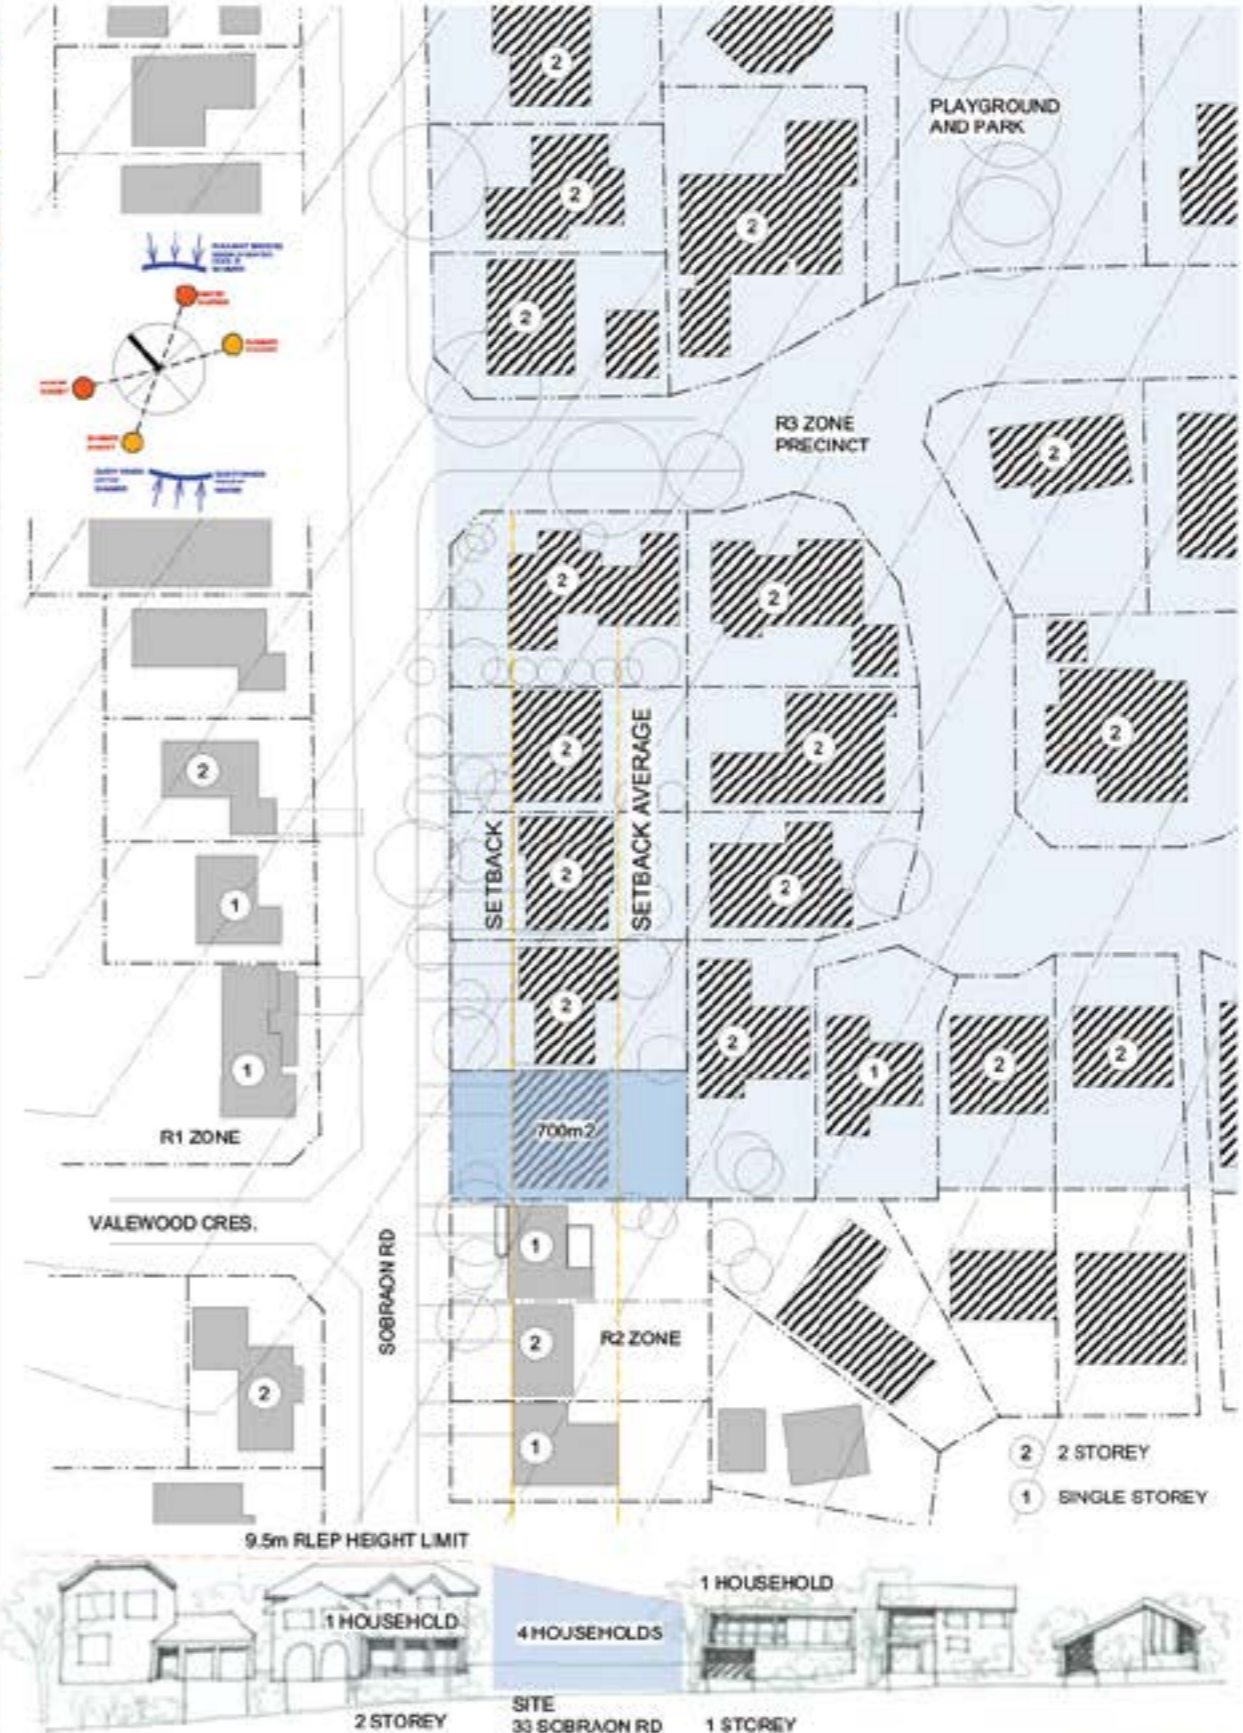 2
PLAYGROUND
AND PARK
2
2
2
R3 ZONE
PRECINCT
2
2
2
2
2
2
2
1
SETBACK
SETBACK AVERAGE
2
2
2
2
1
2
2
1
700m2
R1 ZONE
VALEWOOD CRES.
SOBRAON RD
1
2
R2 ZONE
2
1
2 2 STOREY
1 SINGLE STOREY
9.5m RLEP HEIGHT LIMIT
1 HOUSEHOLD
1 HOUSEHOLD
4 HOUSEHOLDS
SITE
33 SOBRAON RD
2 STOREY
1 STOREY